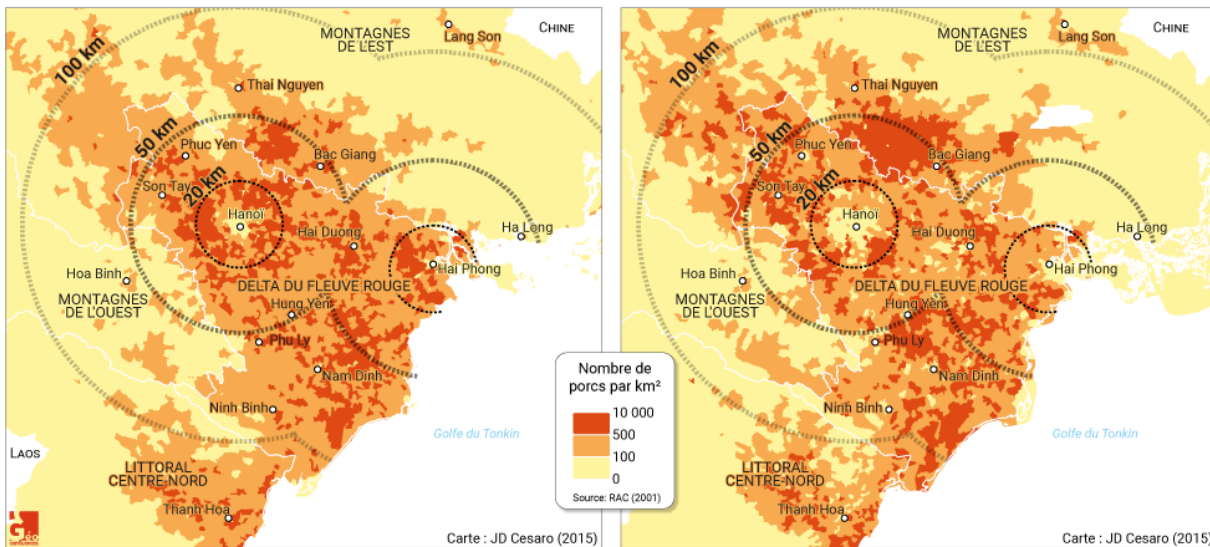 MONTAGNES
DE L'EST
CHINE
Lang Son
100 km
Thai Nguyen
50 km
Phuc Yen
Bac Giang
Son Tay
20 km
Hanoï
Hai Duong
Ha Long
Hai Phong
Hoa Binh
MONTAGNES
DE L'OUEST
DELTA DU FLEUVE ROUGE
Hung Yen
Phu Ly
Nam Dinh
Ninh Binh
Golfe du Tonkin
LAOS
LITTORAL
CENTRE-NORD
Thanh Hoa
Géo
Carte : JD Cesaro (2015)
Nombre de
porcs par km²
10 000
500
100
0
Source: RAC (2001)
MONTAGNES
DE L'EST
CHINE
Lang Son
100 km
Thai Nguyen
50 km
Phuc Yen
Bac Giang
Son Tay
20 km
Hanoï
Hai Duong
Ha Long
Hai Phong
Hoa Binh
MONTAGNES
DE L'OUEST
DELTA DU FLEUVE ROUGE
Hung Yen
Phu Ly
Nam Dinh
Ninh Binh
Golfe du Tonkin
LITTORAL
CENTRE-NORD
Thanh Hoa
Carte : JD Cesaro (2015)